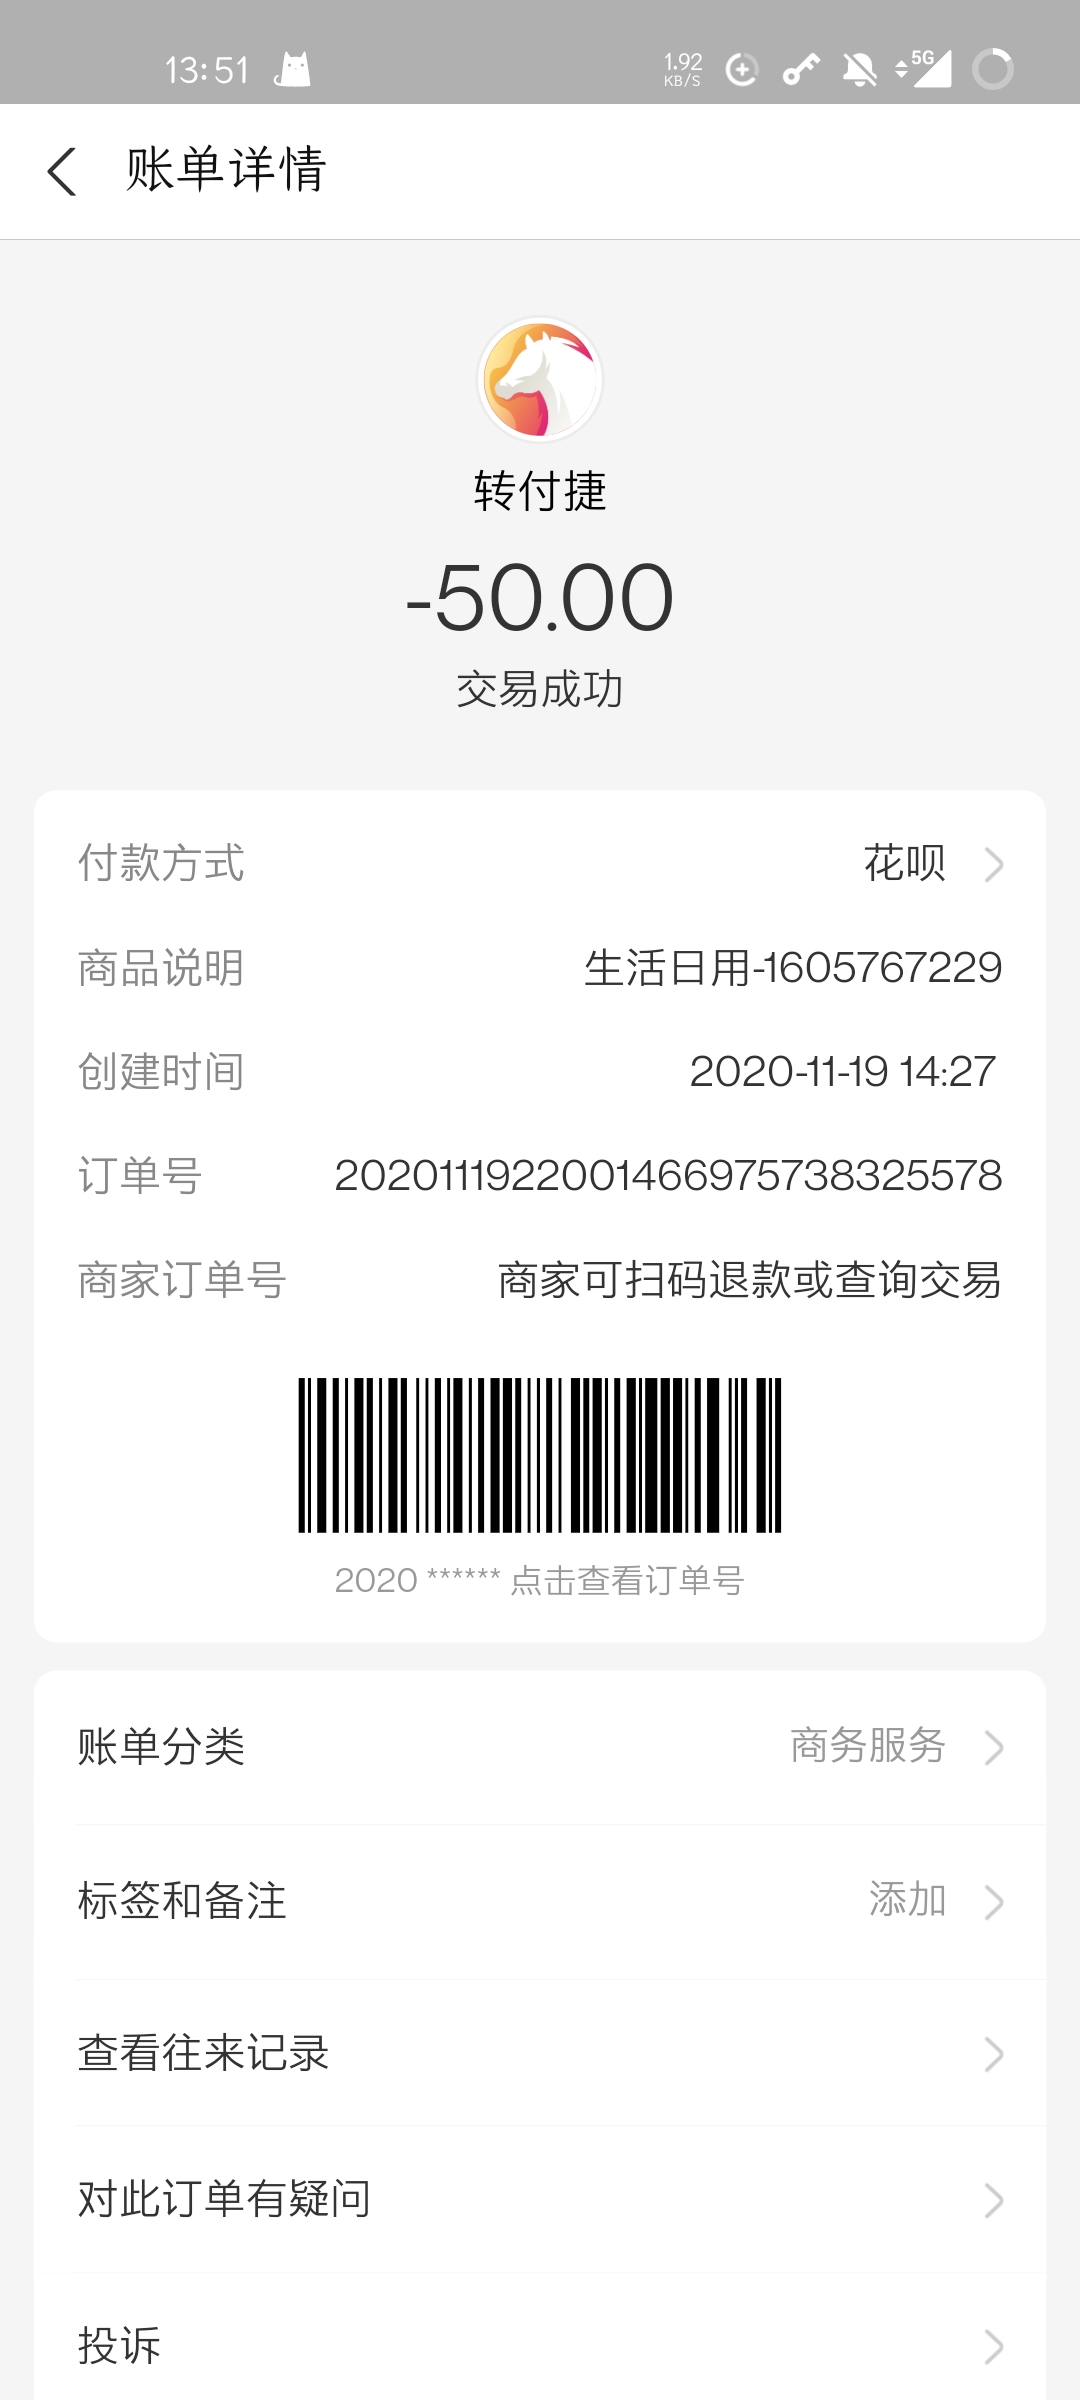 13:51
1.92
KB/S
5G
账单详情
转付捷
-50.00
交易成功
付款方式 花呗
商品说明 生活日用-1605767229
创建时间 2020-11-19 14:27
订单号 2020111922001466975738325578
商家订单号 商家可扫码退款或查询交易
2020 ****** 点击查看订单号
账单分类 商务服务
标签和备注 添加
查看往来记录
对此订单有疑问
投诉